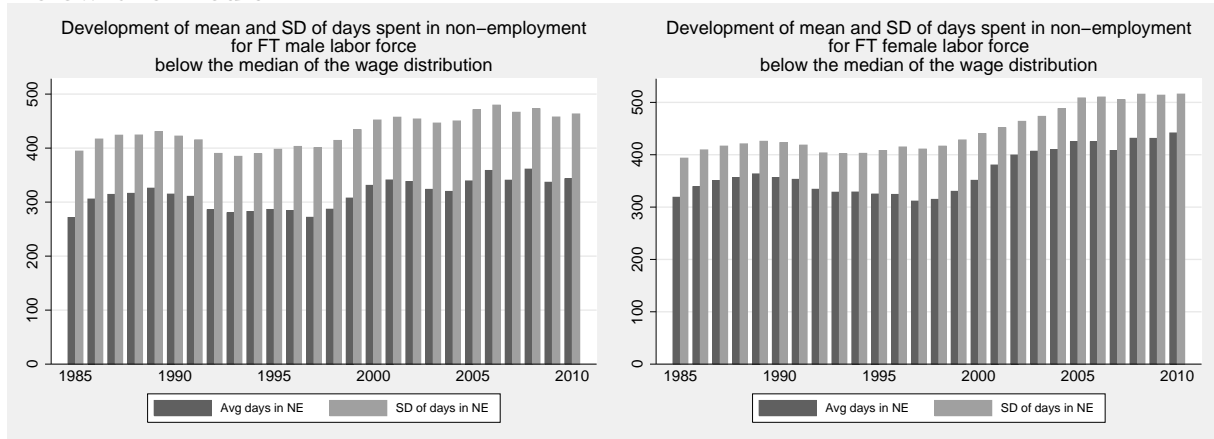 Development of mean and SD of days spent in non−employment
for FT male labor force
below the median of the wage distribution
500
400
300
200
100
0
1985 1990 1995 2000 2005 2010
Avg days in NE SD of days in NE
Development of mean and SD of days spent in non−employment
for FT female labor force
below the median of the wage distribution
500
400
300
200
100
0
1985 1990 1995 2000 2005 2010
Avg days in NE SD of days in NE